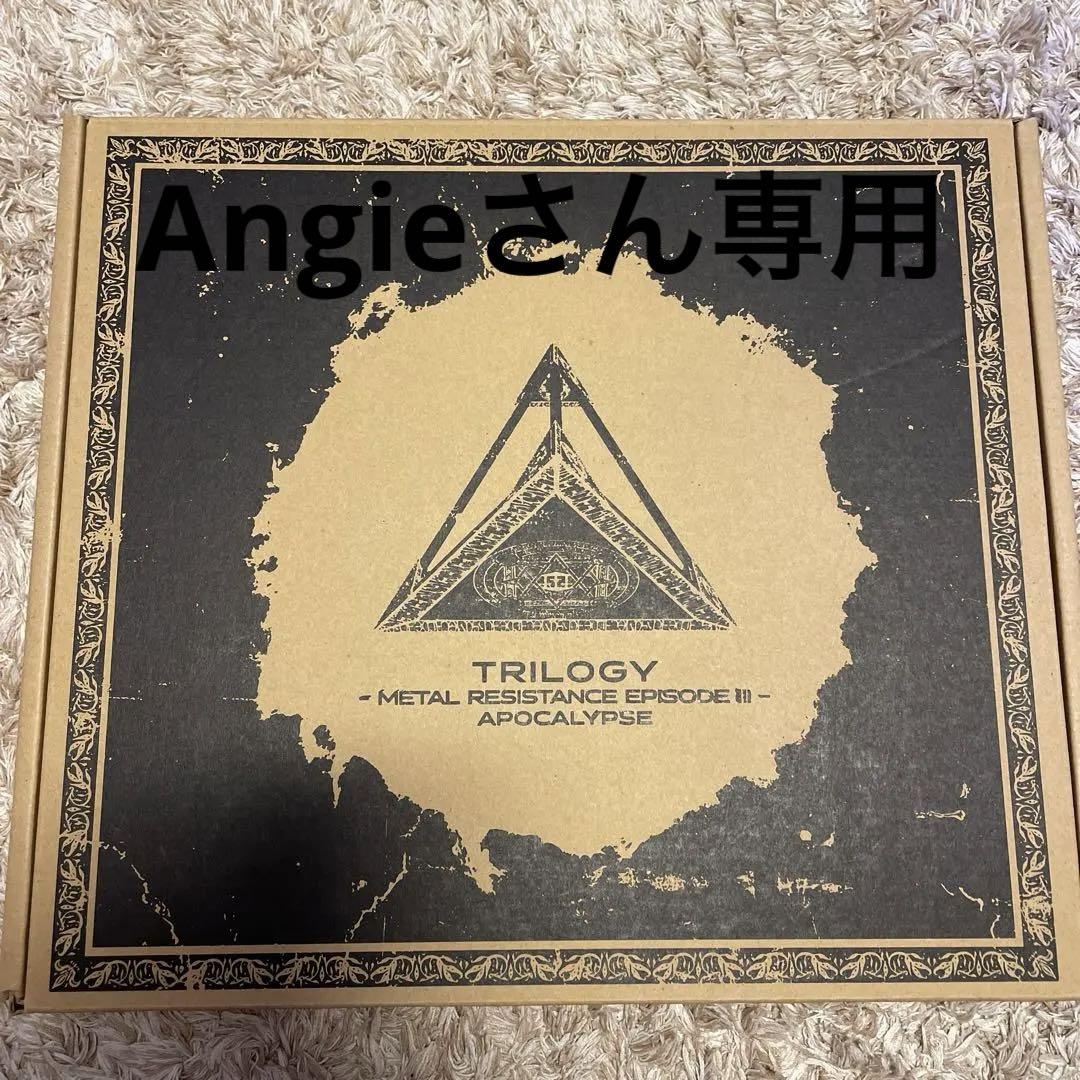 Angieさん専用
TRILOGY
- METAL RESISTANCE EPISODE III -
APOCALYPSE